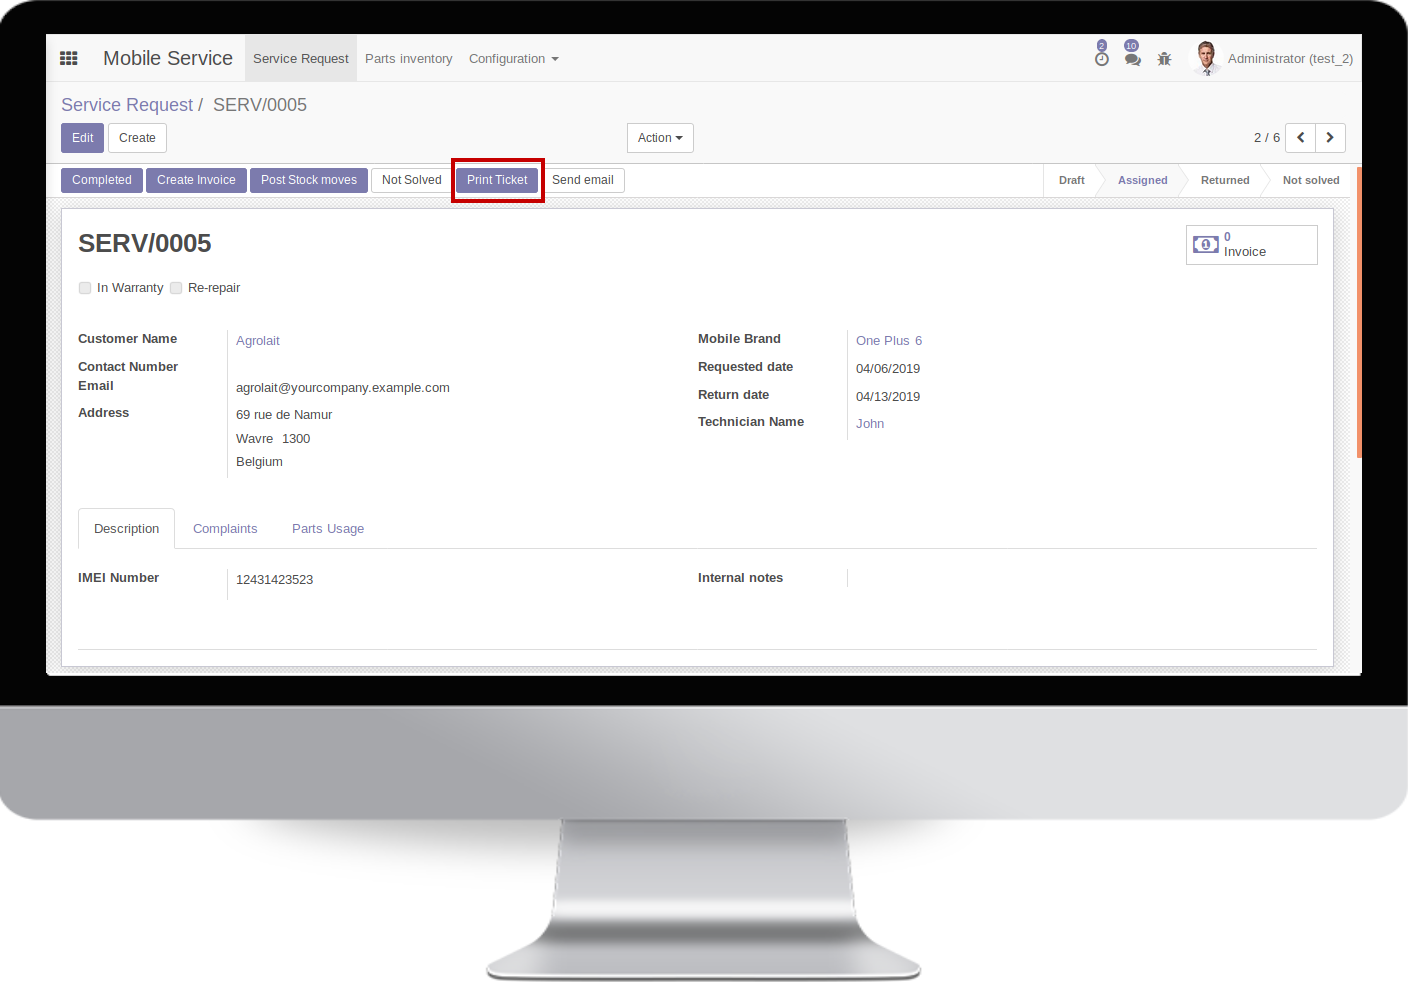 Mobile Service Service Request Parts inventory Configuration 2 10 Administrator (test_2)
Service Request / SERV/0005
Edit Create Action 2 / 6
Completed Create Invoice Post Stock moves Not Solved Print Ticket Send email Draft Assigned Returned Not solved
SERV/0005
0
Invoice
1
In Warranty Re-repair
Customer Name Agrolait
Contact Number
Email agrolait@yourcompany.example.com
Address 69 rue de Namur
Wavre 1300
Belgium
Mobile Brand One Plus 6
Requested date 04/06/2019
Return date 04/13/2019
Technician Name John
Description Complaints Parts Usage
IMEI Number 12431423523
Internal notes